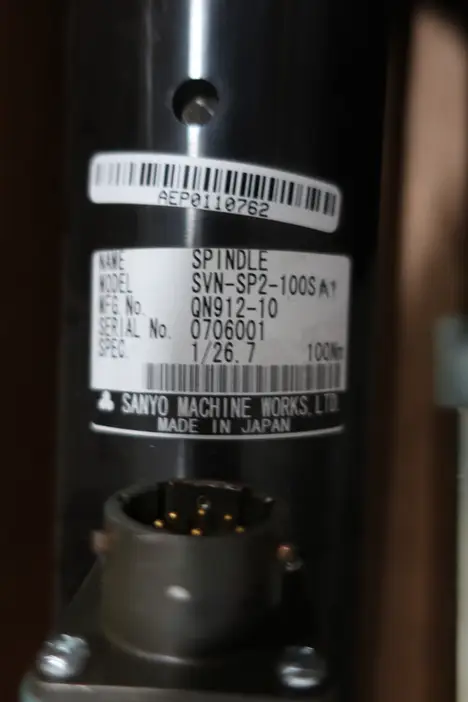 AEP0110762
NAME SPINDLE
MODEL SVN-SP2-100S
MFG.No. QN912-10
SERIAL No. 0706001
SPEC. 1/26.7 100Nm
SANYO MACHINE WORKS,LTD.
MADE IN JAPAN